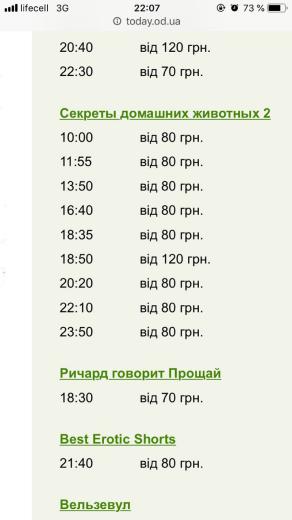 lifecell 3G 22:07 73 %
today.od.ua
20:40 від 120 грн.
22:30 від 70 грн.
Секреты домашних животных 2
10:00 від 80 грн.
11:55 від 80 грн.
13:50 від 80 грн.
16:40 від 80 грн.
18:35 від 80 грн.
18:50 від 120 грн.
20:20 від 80 грн.
22:10 від 80 грн.
23:50 від 80 грн.
Ричард говорит Прощай
18:30 від 70 грн.
Best Erotic Shorts
21:40 від 80 грн.
Вельзевул